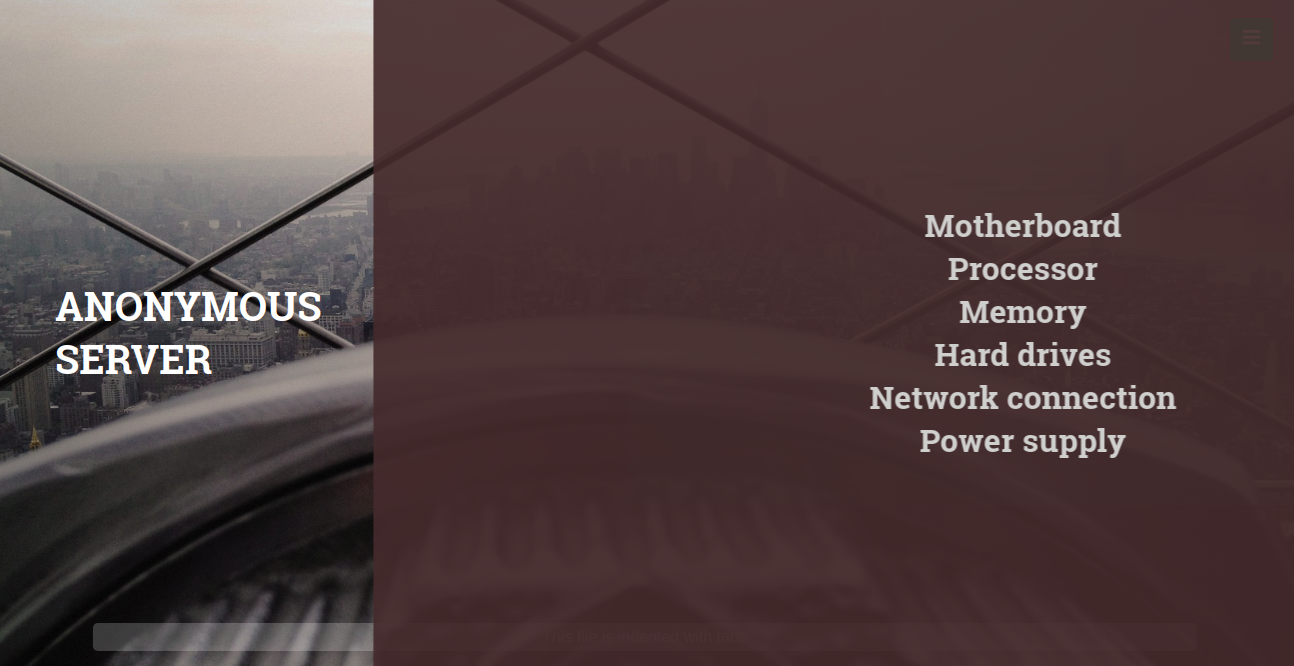 ANONYMOUS
SERVER
Motherboard
Processor
Memory
Hard drives
Network connection
Power supply